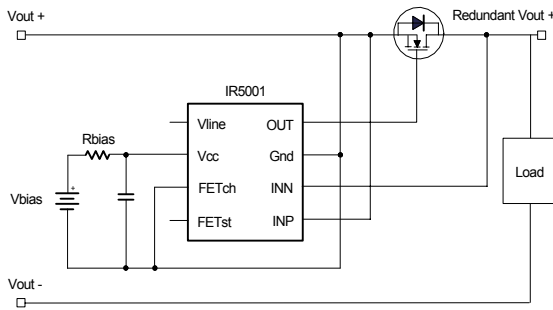 Vout +
Redundant Vout +
IR5001
Vline
OUT
Rbias
Vcc
Gnd
Vbias
+
FETch
INN
Load
FETst
INP
Vout -